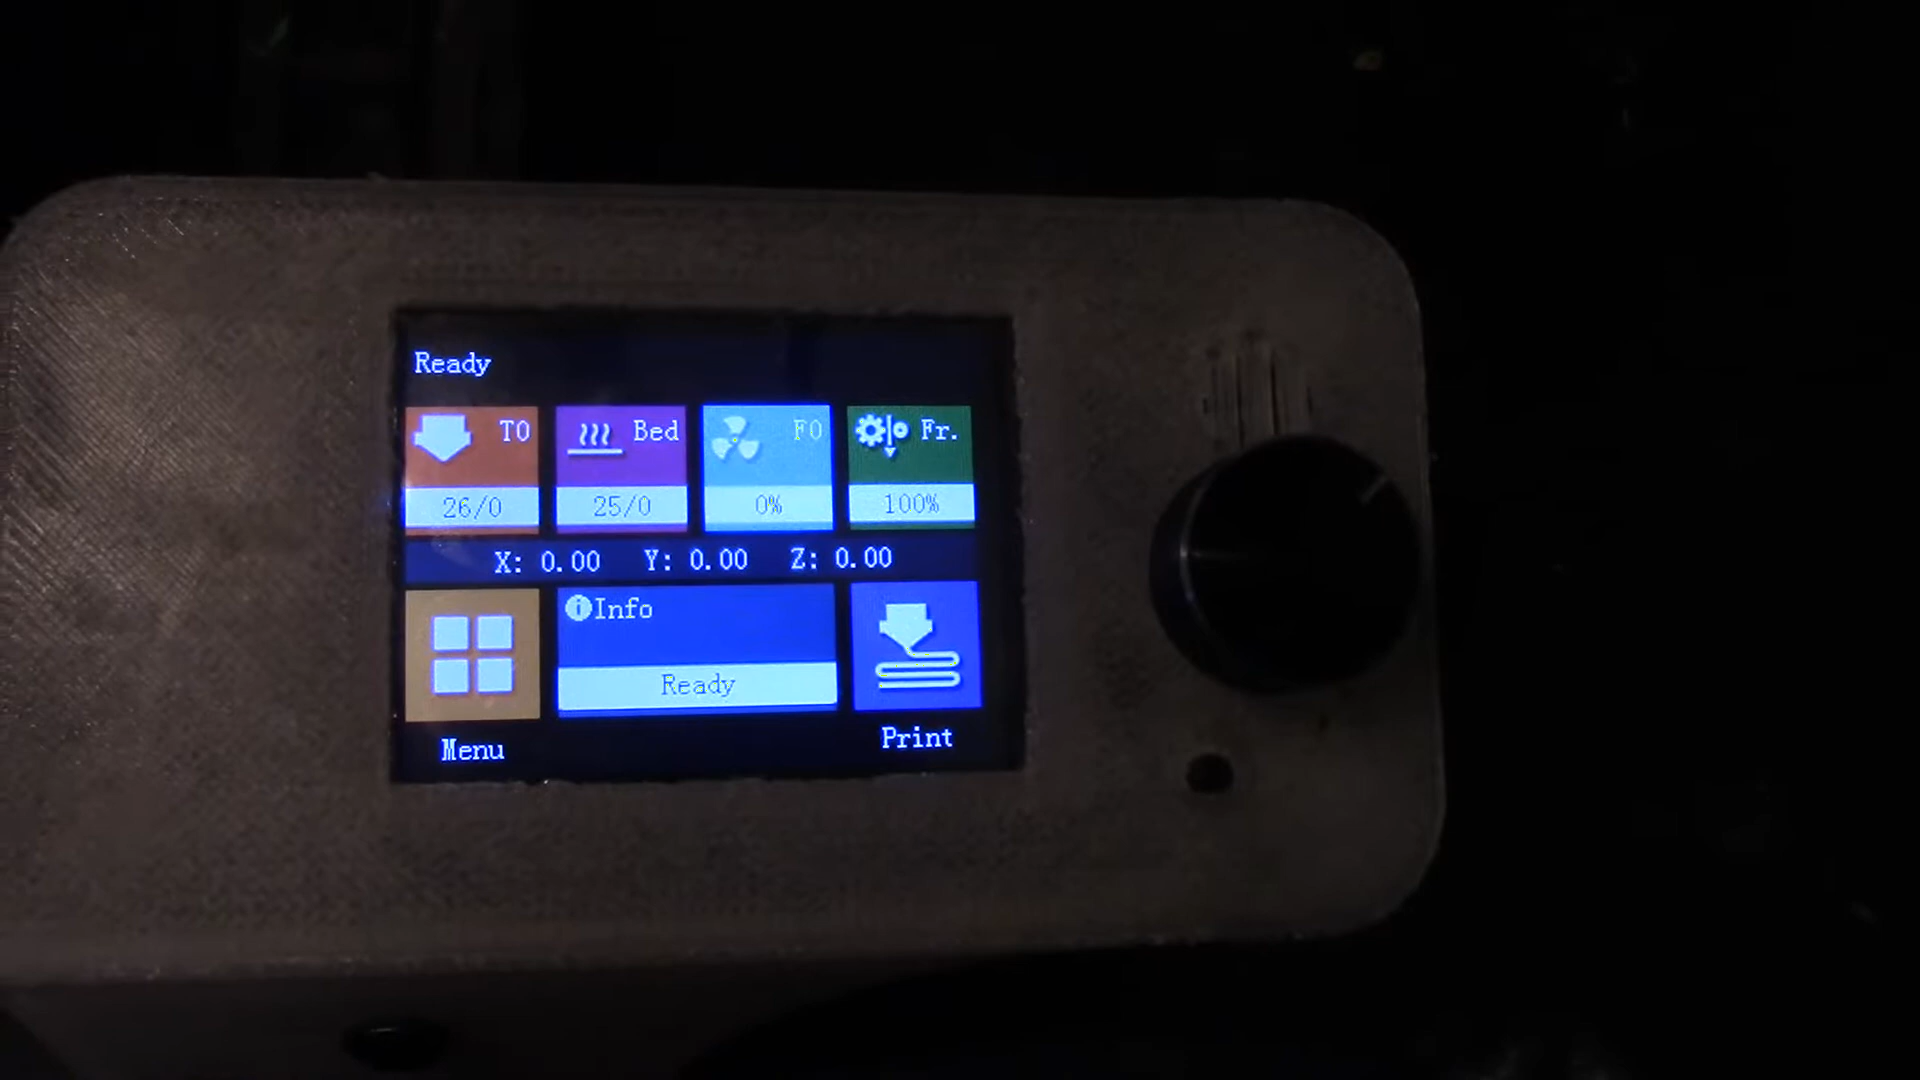 Ready
T0 Bed F0 Fr.
26/0 25/0 0% 100%
X: 0.00 Y: 0.00 Z: 0.00
Info
Ready
Menu Print